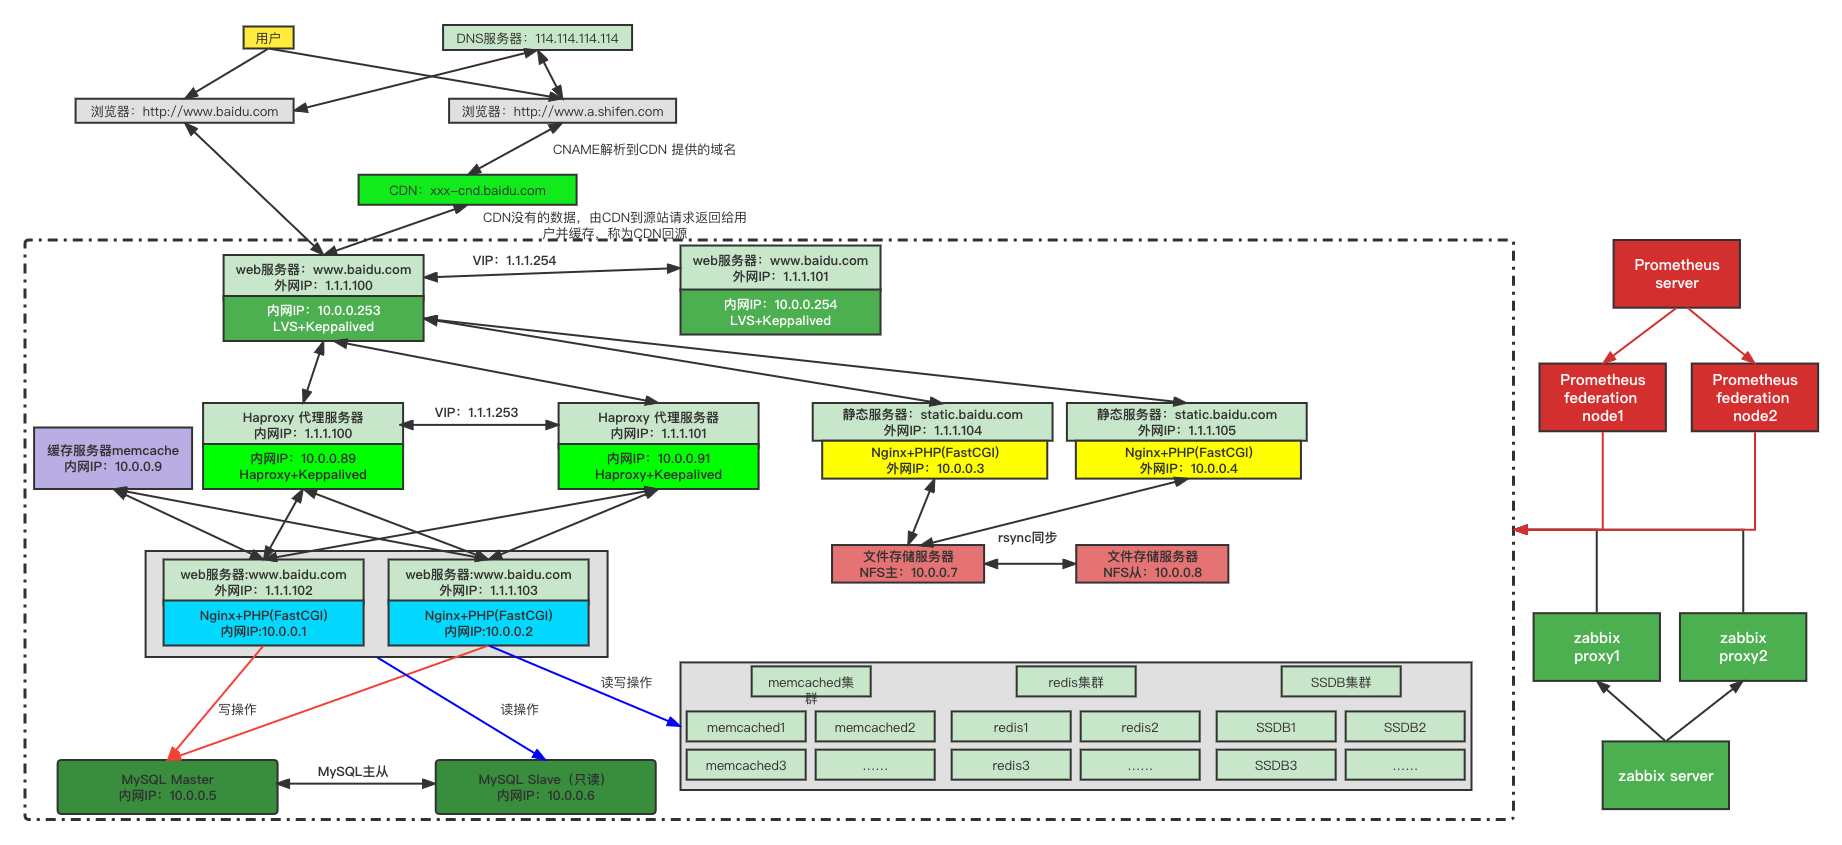 用户
DNS服务器：114.114.114.114
浏览器：http://www.baidu.com
浏览器：http://www.a.shifen.com
CNAME解析到CDN 提供的域名
CDN：xxx-cnd.baidu.com
CDN没有的数据，由CDN到源站请求返回给用
户并缓存、称为CDN回源
web服务器：www.baidu.com
外网IP：1.1.1.100
内网IP：10.0.0.253
LVS+Keppalived
VIP：1.1.1.254
web服务器：www.baidu.com
外网IP：1.1.1.101
内网IP：10.0.0.254
LVS+Keppalived
缓存服务器memcache
内网IP：10.0.0.9
Haproxy 代理服务器
内网IP：1.1.1.100
内网IP：10.0.0.89
Haproxy+Keppalived
VIP：1.1.1.253
Haproxy 代理服务器
内网IP：1.1.1.101
内网IP：10.0.0.91
Haproxy+Keepalived
静态服务器：static.baidu.com
外网IP：1.1.1.104
Nginx+PHP(FastCGI)
外网IP：10.0.0.3
静态服务器：static.baidu.com
外网IP：1.1.1.105
Nginx+PHP(FastCGI)
外网IP：10.0.0.4
rsync同步
文件存储服务器
NFS主：10.0.0.7
文件存储服务器
NFS从：10.0.0.8
web服务器:www.baidu.com
外网IP：1.1.1.102
Nginx+PHP(FastCGI)
内网IP:10.0.0.1
web服务器:www.baidu.com
外网IP：1.1.1.103
Nginx+PHP(FastCGI)
内网IP:10.0.0.2
写操作
读操作
读写操作
MySQL Master
内网IP：10.0.0.5
MySQL主从
MySQL Slave（只读）
内网IP：10.0.0.6
memcached集
群
redis集群
SSDB集群
memcached1
memcached2
redis1
redis2
SSDB1
SSDB2
memcached3
……
redis3
……
SSDB3
……
Prometheus
server
Prometheus
federation
node1
Prometheus
federation
node2
zabbix
proxy1
zabbix
proxy2
zabbix server